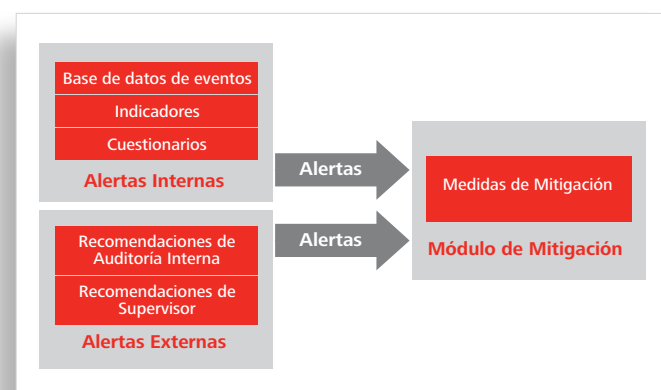 Base de datos de eventos
Indicadores
Cuestionarios
Alertas Internas
Alertas
Recomendaciones de
Auditoría Interna
Recomendaciones de
Supervisor
Alertas Externas
Alertas
Medidas de Mitigación
Módulo de Mitigación